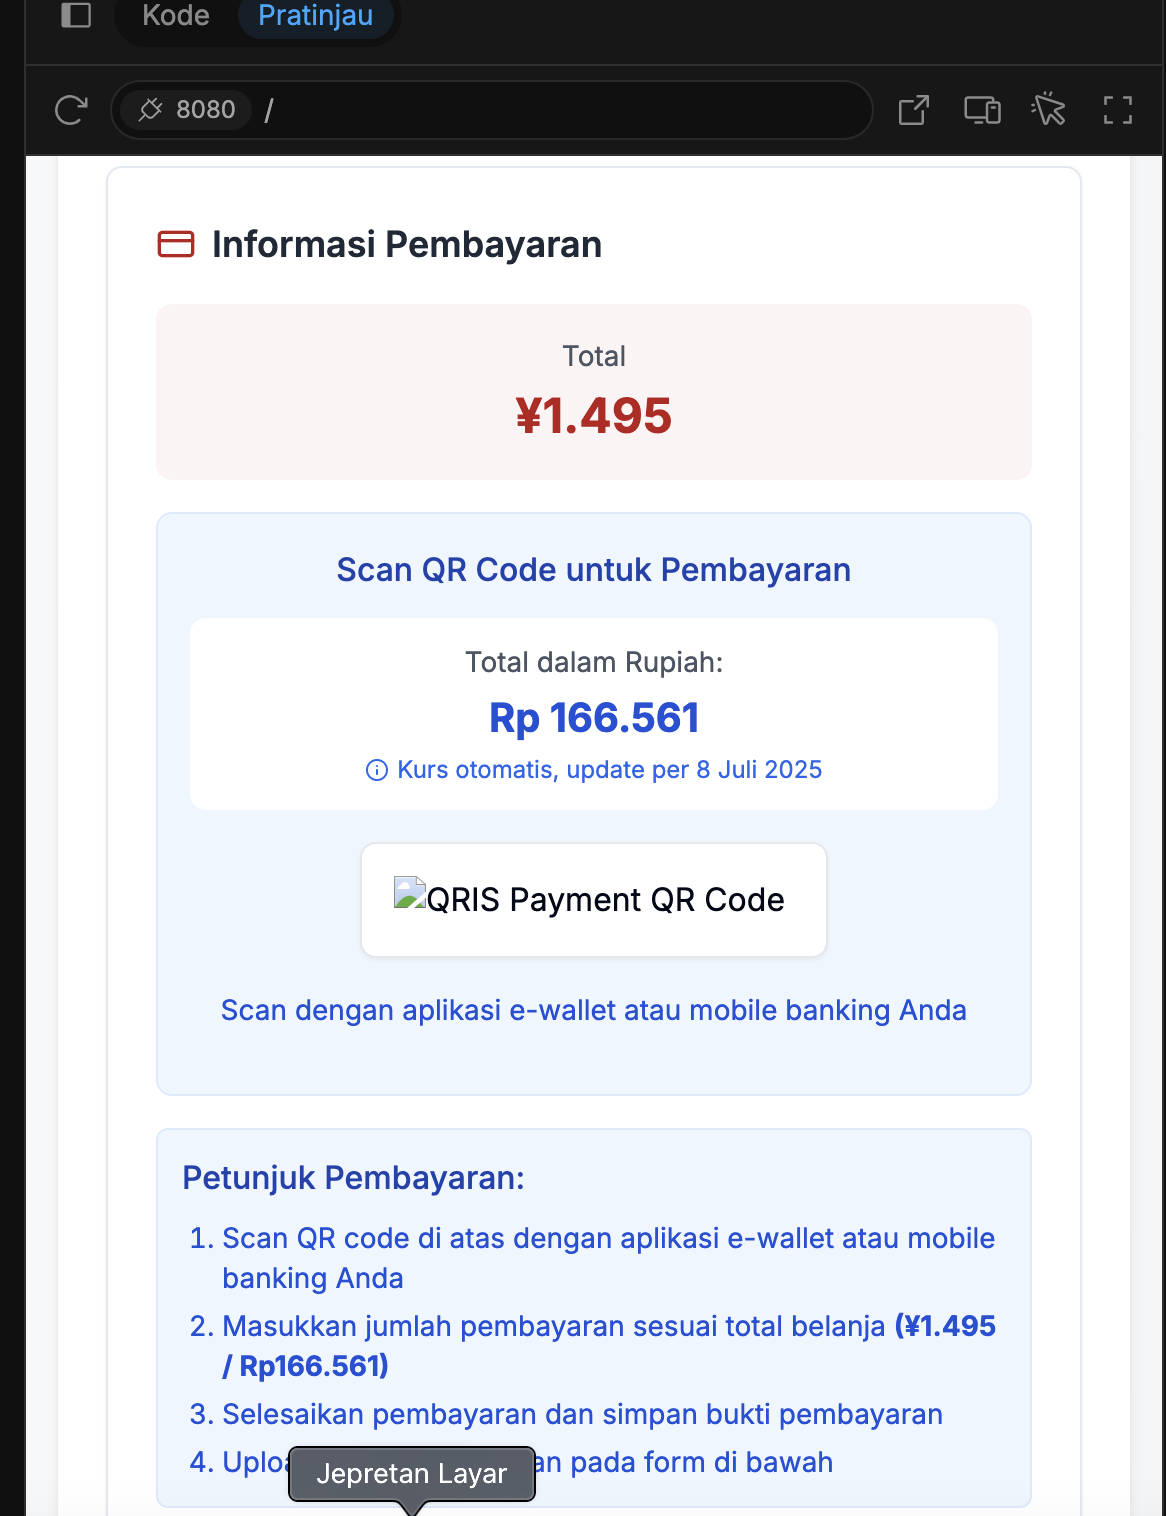 Kode
Pratinjau
8080
/
Informasi Pembayaran
Total
¥1.495
Scan QR Code untuk Pembayaran
Total dalam Rupiah:
Rp 166.561
Kurs otomatis, update per 8 Juli 2025
QRIS Payment QR Code
Scan dengan aplikasi e-wallet atau mobile banking Anda
Petunjuk Pembayaran:
1. Scan QR code di atas dengan aplikasi e-wallet atau mobile
banking Anda
2. Masukkan jumlah pembayaran sesuai total belanja (¥1.495
/ Rp166.561)
3. Selesaikan pembayaran dan simpan bukti pembayaran
4. pada form di bawah
Jepretan Layar